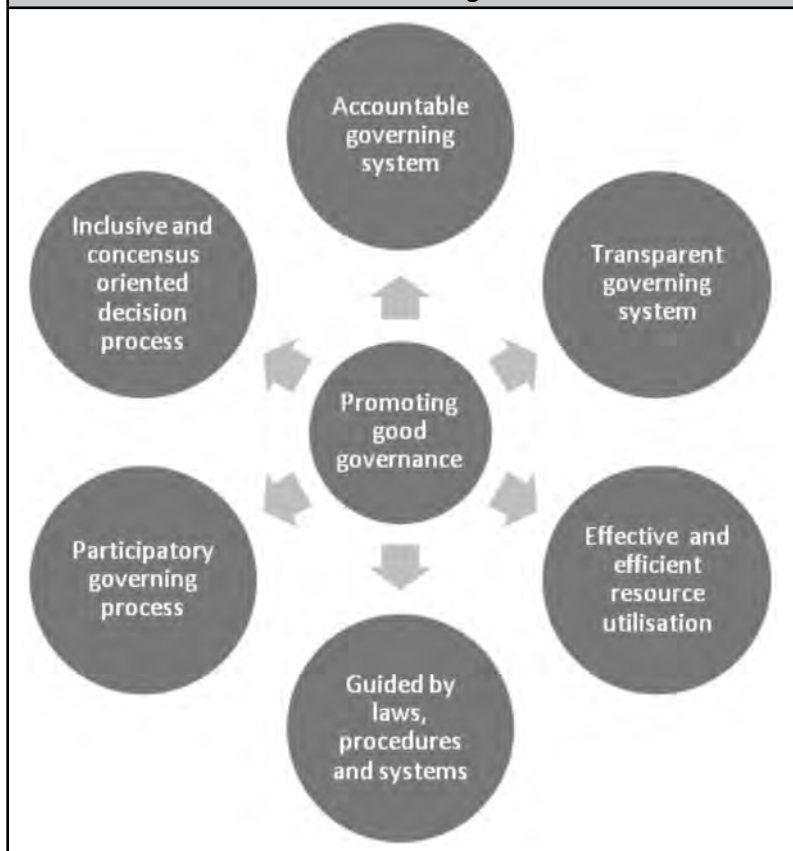 Accountable
governing
system
Transparent
governing
system
Effective and
efficient
resource
utilisation
Guided by
laws,
procedures
and systems
Participatory
governing
process
Inclusive and
concensus
oriented
decision
process
Promoting
good
governance